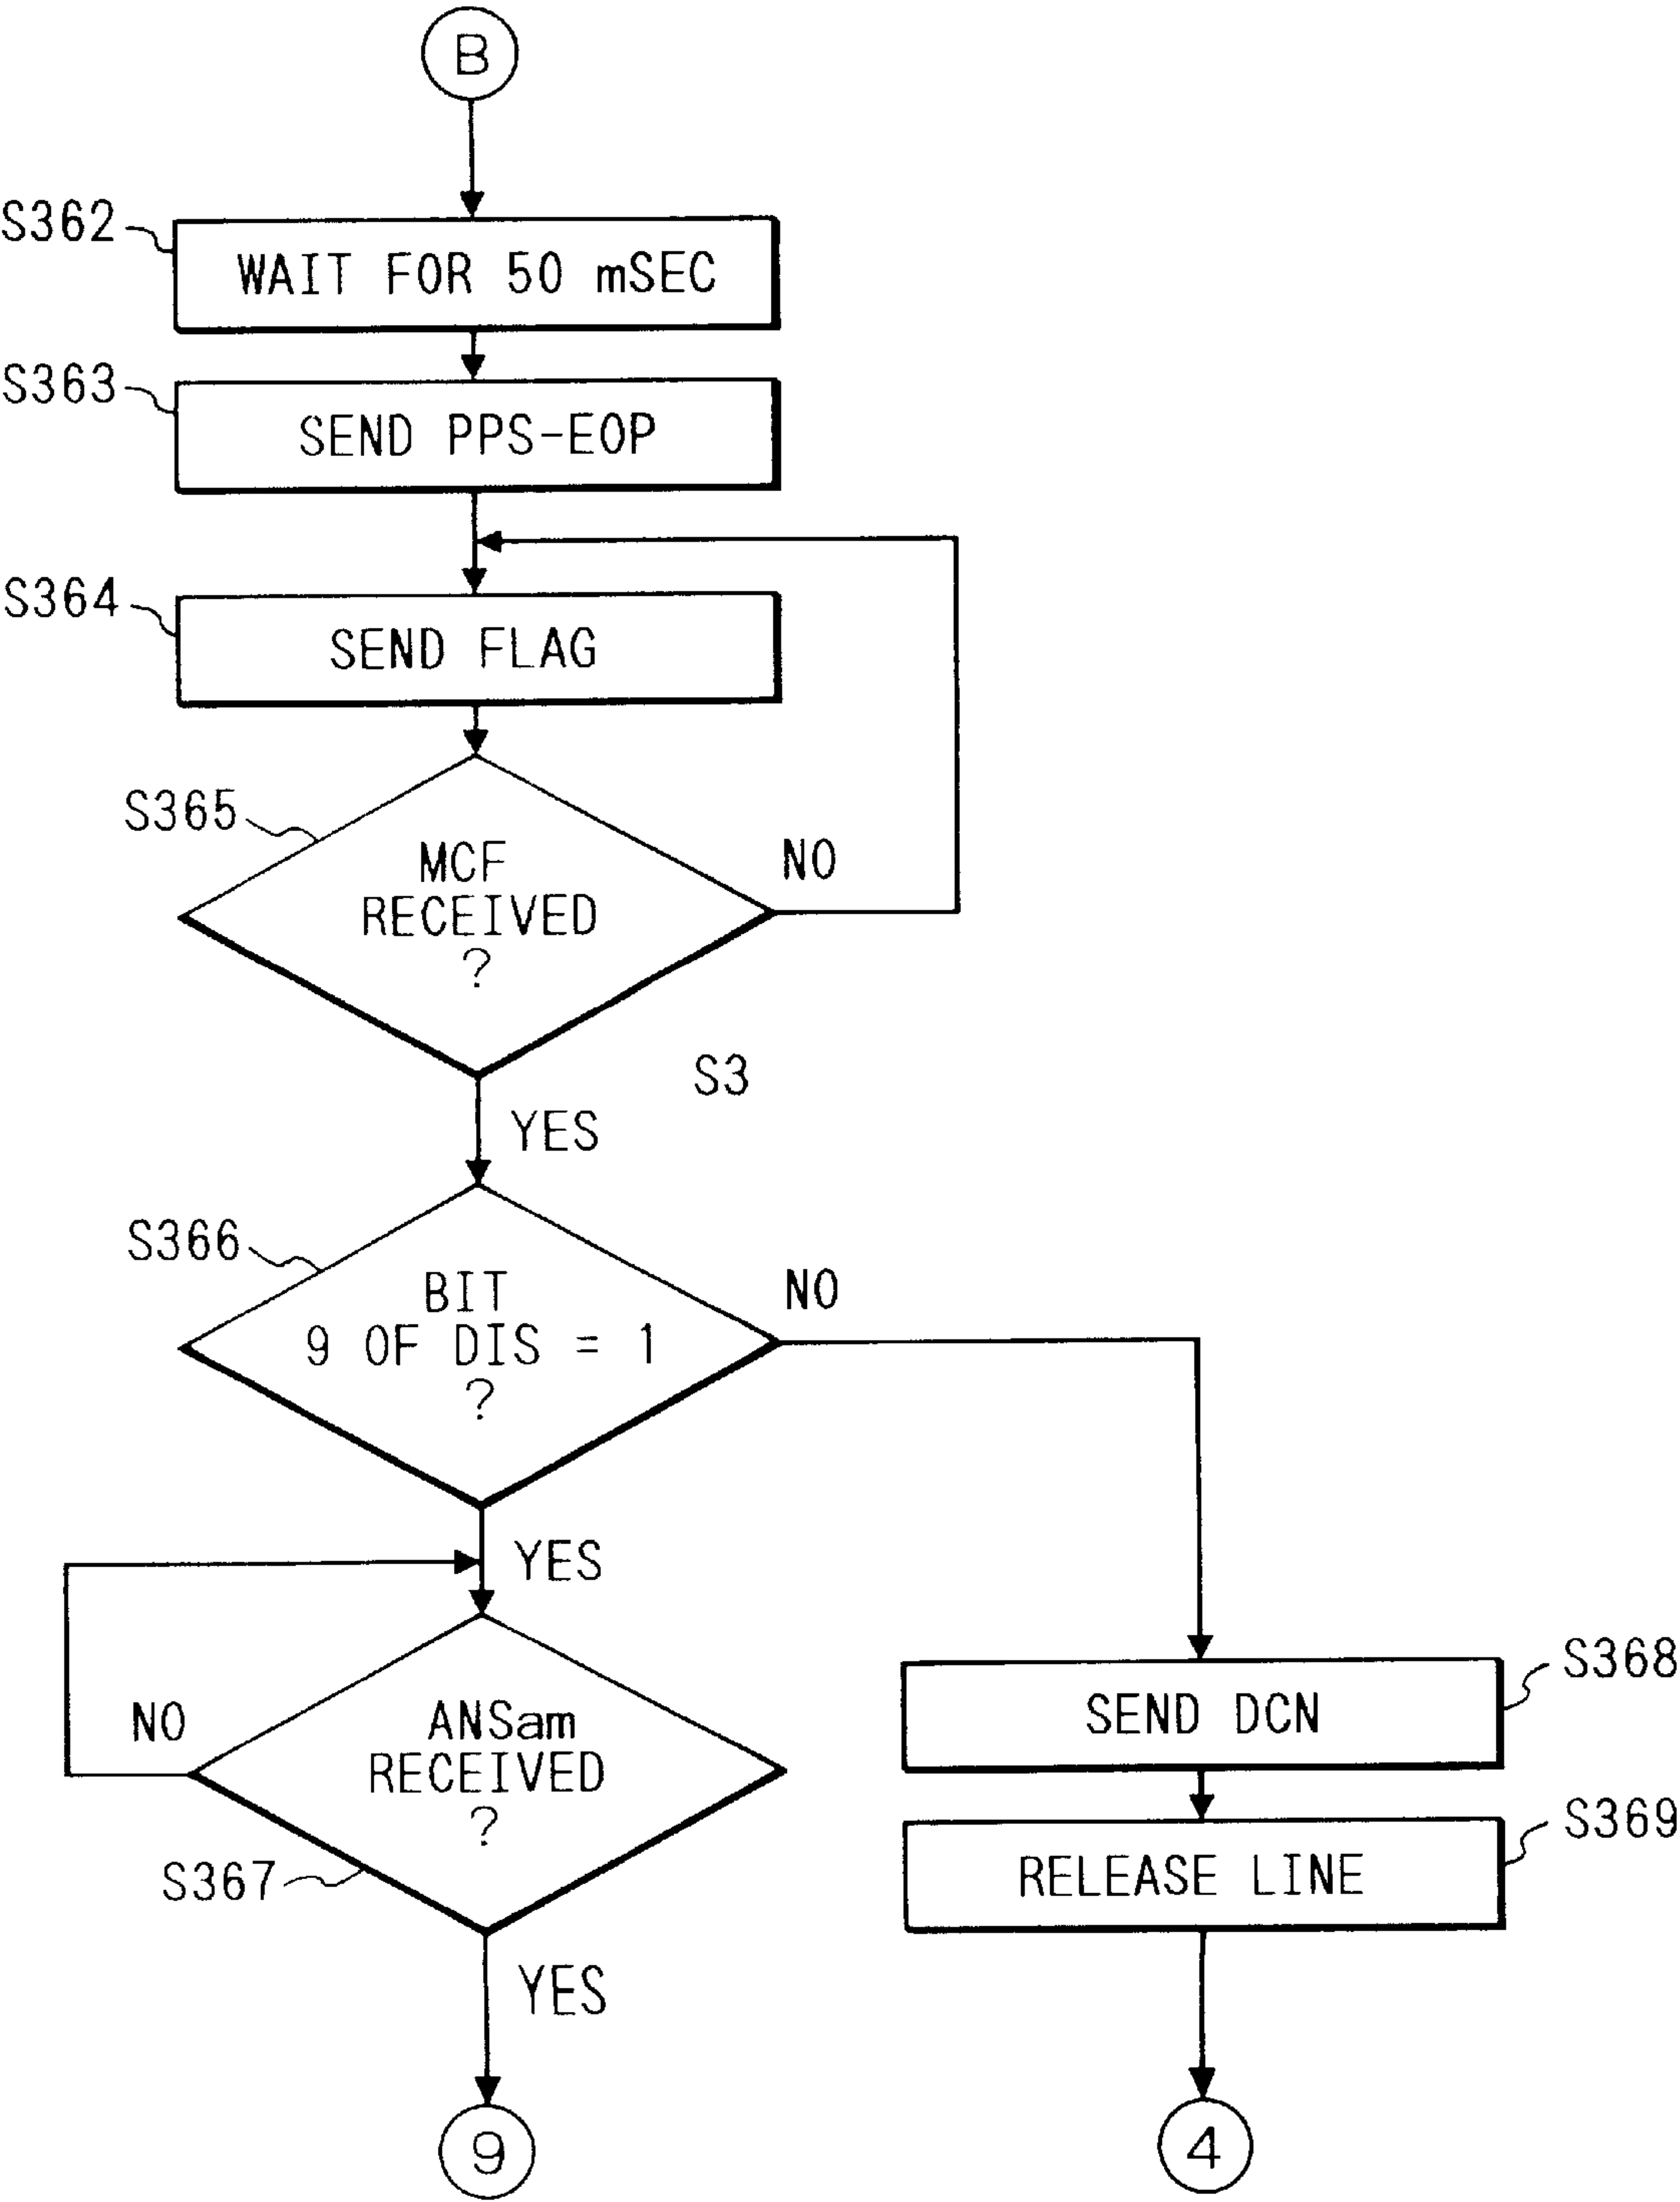 B
S362
WAIT FOR 50 mSEC
S363
SEND PPS-EOP
S364
SEND FLAG
S365
MCF
RECEIVED
?
NO
S3
YES
S366
BIT
9 OF DIS = 1
?
NO
YES
NO
ANSam
RECEIVED
?
S367
YES
9
S368
SEND DCN
S369
RELEASE LINE
4